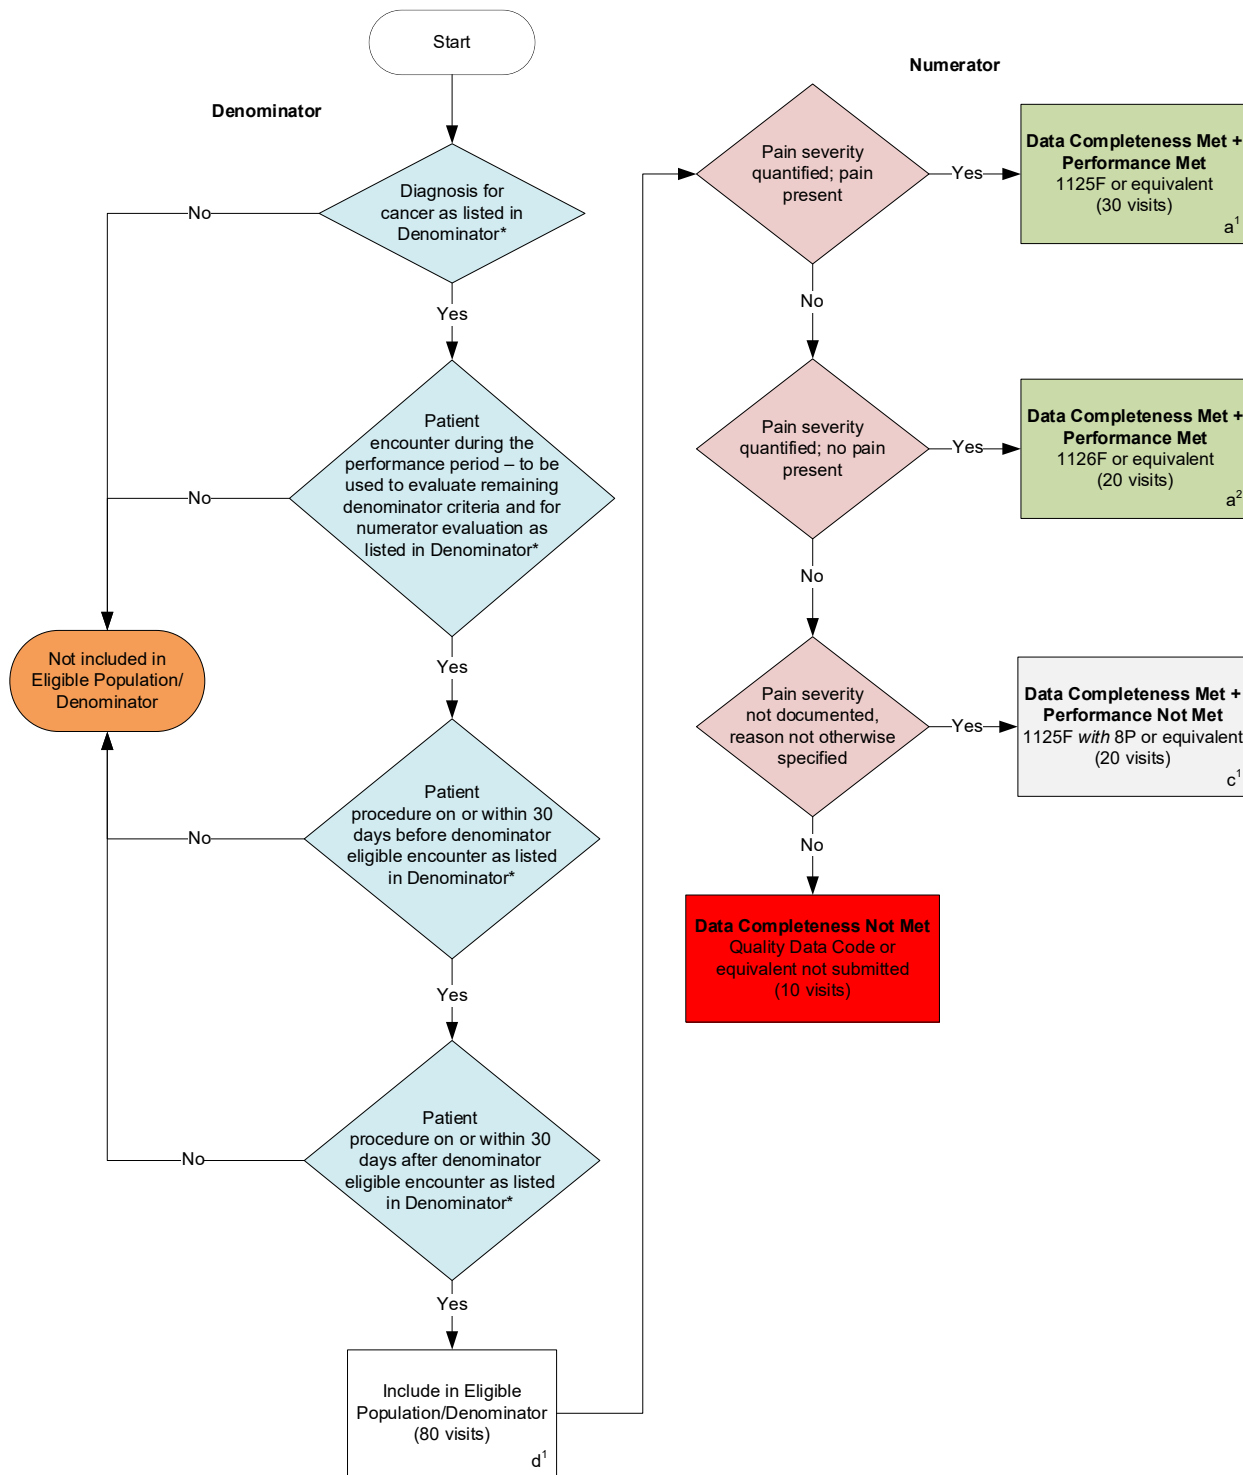 Start
Denominator
Diagnosis for
cancer as listed in
Denominator*
No
Yes
Patient
encounter during the
performance period – to be
used to evaluate remaining
denominator criteria and for
numerator evaluation as
listed in Denominator*
No
Yes
Not included in
Eligible Population/
Denominator
Patient
procedure on or within 30
days before denominator
eligible encounter as listed
in Denominator*
No
Yes
Patient
procedure on or within 30
days after denominator
eligible encounter as listed
in Denominator*
No
Yes
Include in Eligible
Population/Denominator
(80 visits)
d¹
Numerator
Pain severity
quantified; pain
present
Yes
Data Completeness Met +
Performance Met
1125F or equivalent
(30 visits)
a¹
No
Pain severity
quantified; no pain
present
Yes
Data Completeness Met +
Performance Met
1126F or equivalent
(20 visits)
a²
No
Pain severity
not documented,
reason not otherwise
specified
Yes
Data Completeness Met +
Performance Not Met
1125F with 8P or equivalent
(20 visits)
c¹
No
Data Completeness Not Met
Quality Data Code or
equivalent not submitted
(10 visits)